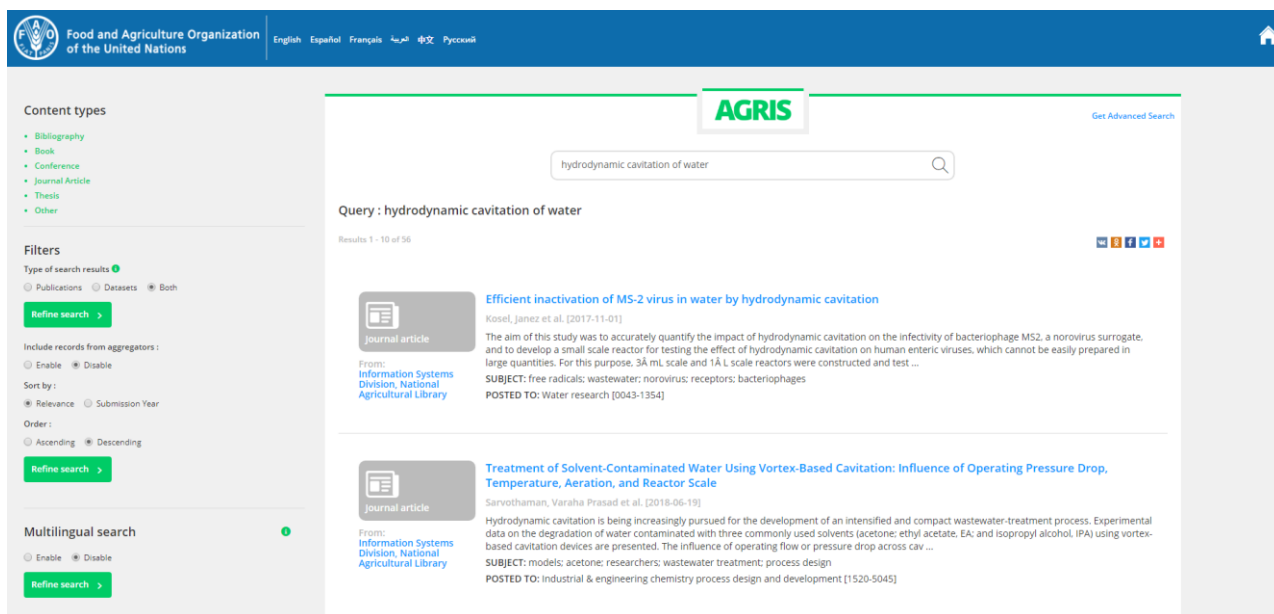 Food and Agriculture Organization
of the United Nations
English Español Français العربية 中文 Русский
Content types
Bibliography
Book
Conference
Journal Article
Thesis
Other
Filters
Type of search results
Publications Datasets Both
Refine search
Include records from aggregators :
Enable Disable
Sort by :
Relevance Submission Year
Order :
Ascending Descending
Refine search
Multilingual search
Enable Disable
Refine search
AGRIS
Get Advanced Search
hydrodynamic cavitation of water
Query : hydrodynamic cavitation of water
Results 1 - 10 of 56
journal article
From:
Information Systems
Division, National
Agricultural Library
Efficient inactivation of MS-2 virus in water by hydrodynamic cavitation
Kosel, Janez et al. [2017-11-01]
The aim of this study was to accurately quantify the impact of hydrodynamic cavitation on the infectivity of bacteriophage MS2, a norovirus surrogate,
and to develop a small scale reactor for testing the effect of hydrodynamic cavitation on human enteric viruses, which cannot be easily prepared in
large quantities. For this purpose, 3Â mL scale and 1Â L scale reactors were constructed and test ...
SUBJECT: free radicals; wastewater; norovirus; receptors; bacteriophages
POSTED TO: Water research [0043-1354]
journal article
From:
Information Systems
Division, National
Agricultural Library
Treatment of Solvent-Contaminated Water Using Vortex-Based Cavitation: Influence of Operating Pressure Drop,
Temperature, Aeration, and Reactor Scale
Sarvothaman, Varaha Prasad et al. [2018-06-19]
Hydrodynamic cavitation is being increasingly pursued for the development of an intensified and compact wastewater-treatment process. Experimental
data on the degradation of water contaminated with three commonly used solvents (acetone; ethyl acetate, EA; and isopropyl alcohol, IPA) using vortex-
based cavitation devices are presented. The influence of operating flow or pressure drop across cav ...
SUBJECT: models; acetone; researchers; wastewater treatment; process design
POSTED TO: Industrial & engineering chemistry process design and development [1520-5045]